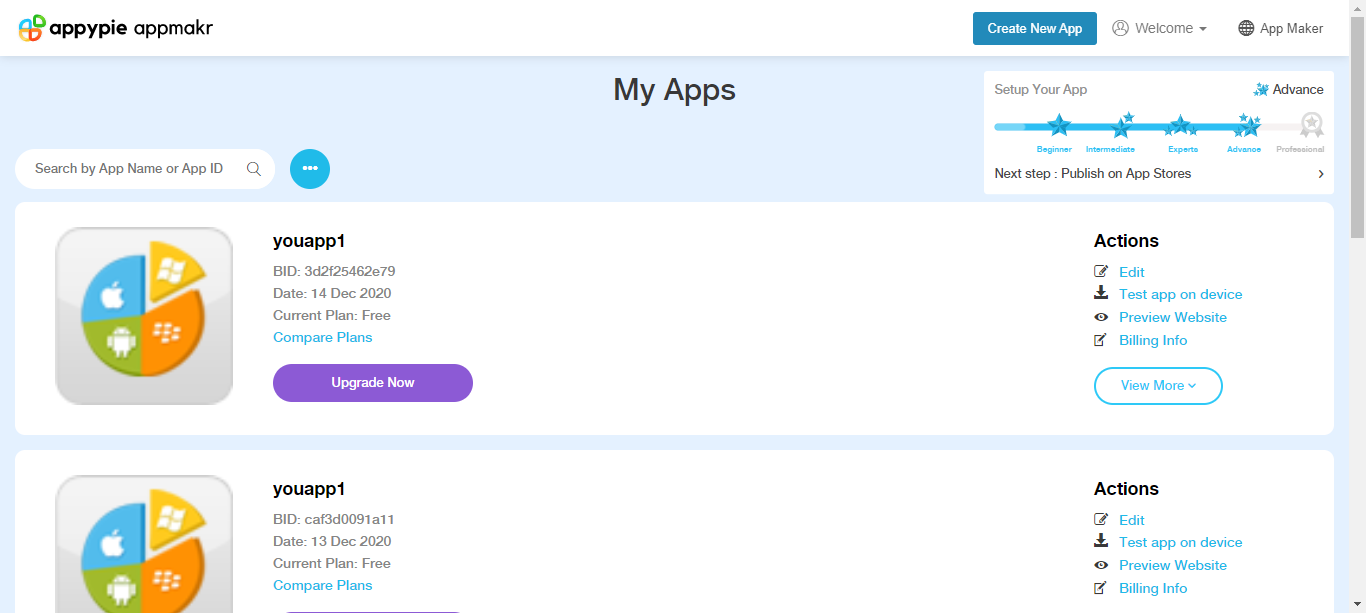 appypie appmakr
Create New App
Welcome
App Maker
My Apps
Setup Your App
Advance
Beginner
Intermediate
Experts
Advance
Professional
Next step : Publish on App Stores
Search by App Name or App ID
youapp1
BID: 3d2f25462e79
Date: 14 Dec 2020
Current Plan: Free
Compare Plans
Upgrade Now
Actions
Edit
Test app on device
Preview Website
Billing Info
View More
youapp1
BID: caf3d0091a11
Date: 13 Dec 2020
Current Plan: Free
Compare Plans
Actions
Edit
Test app on device
Preview Website
Billing Info